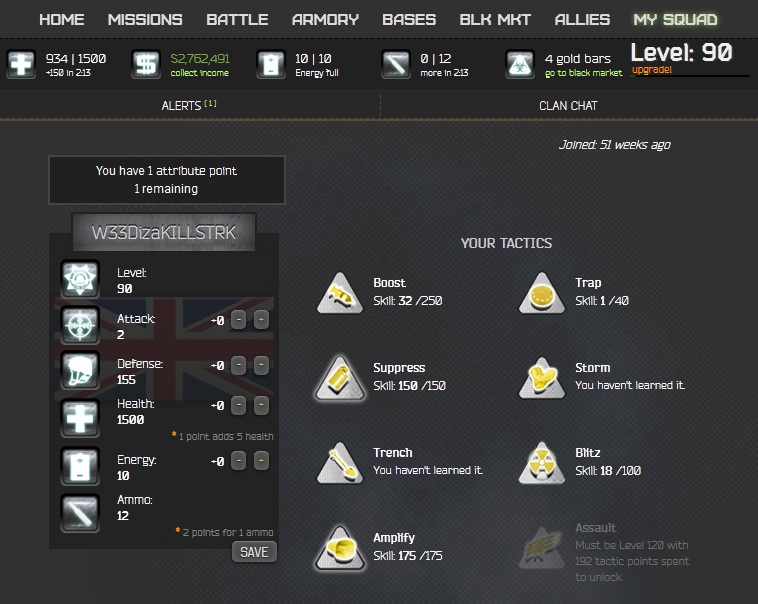 HOME MISSIONS BATTLE ARMORY BASES BLK MKT ALLIES MY SQUAD
934 | 1500
+150 in 2:13
$2,762,491
collect income
10 | 10
Energy full
0 | 12
more in 2:13
4 gold bars
go to black market
Level: 90
upgrade!
ALERTS [1]
CLAN CHAT
Joined: 51 weeks ago
You have 1 attribute point
1 remaining
W33DizaKILLSTRK
Level:
90
Attack:
2
+0 - +
Defense:
155
+0 - +
Health:
1500
+0 - +
* 1 point adds 5 health
Energy:
10
+0 - +
Ammo:
12
* 2 points for 1 ammo
SAVE
YOUR TACTICS
Boost
Skill: 32 /250
Trap
Skill: 1 /40
Suppress
Skill: 150 /150
Storm
You haven't learned it.
Trench
You haven't learned it.
Blitz
Skill: 18 /100
Amplify
Skill: 175 /175
Assault
Must be Level 120 with
192 tactic points spent
to unlock.